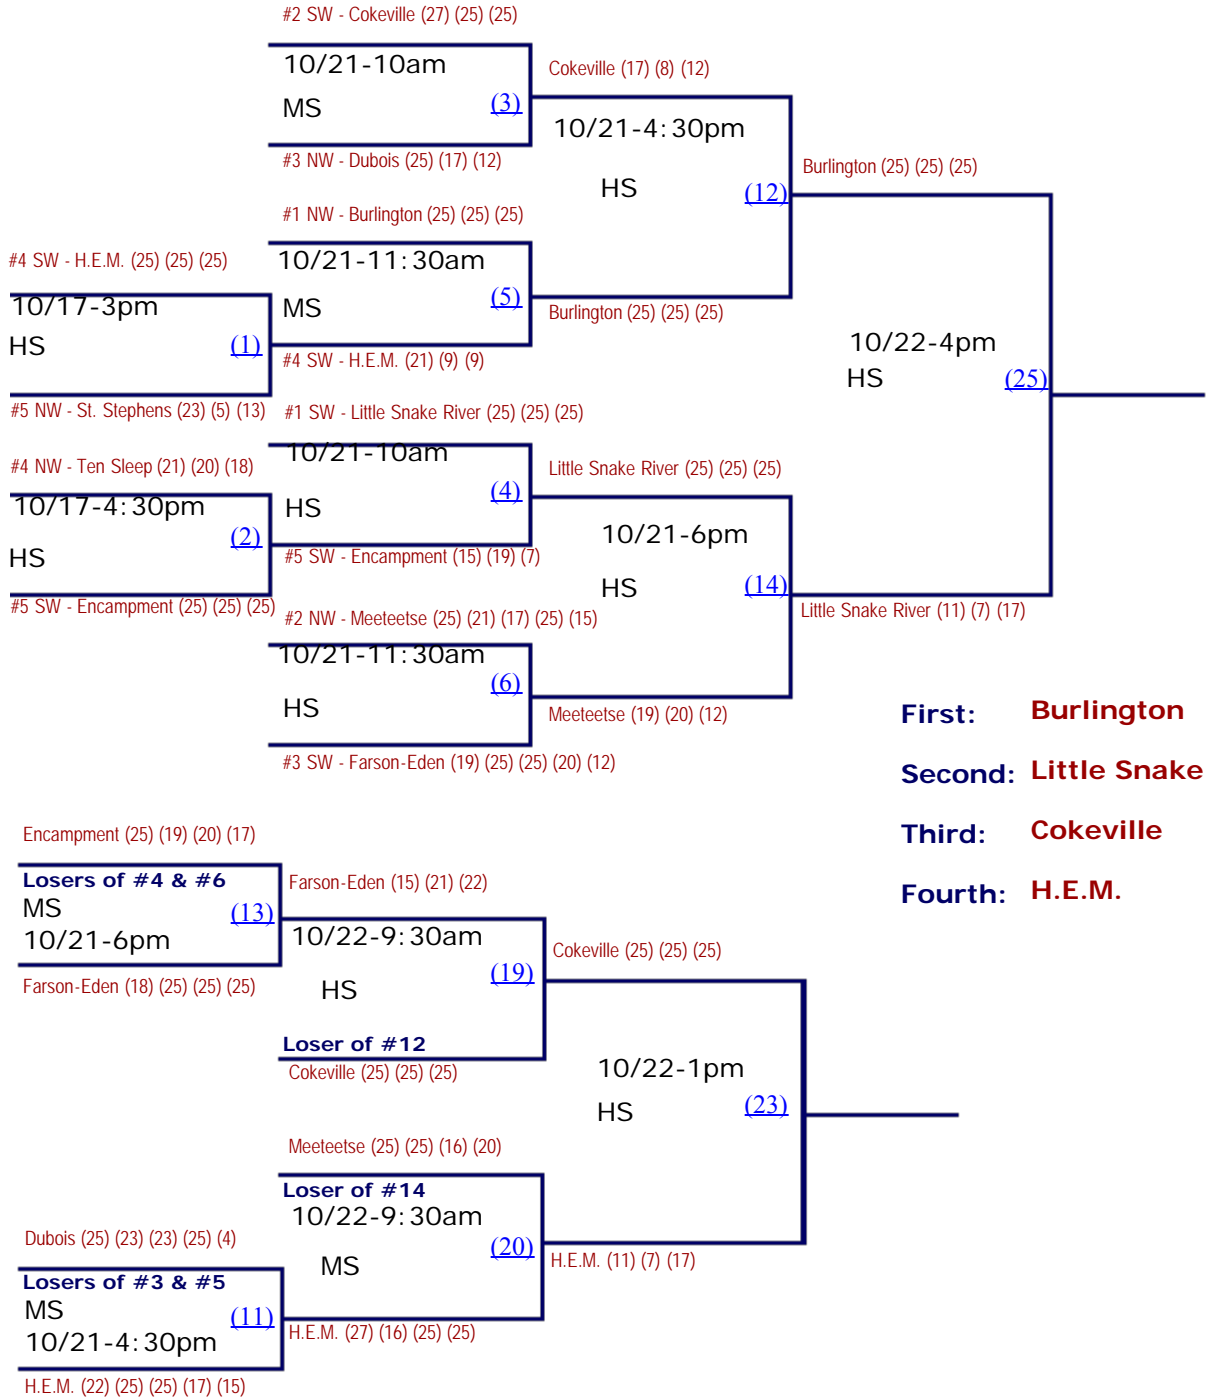 #2 SW - Cokeville (27) (25) (25)
10/21-10am
MS
(3)
#3 NW - Dubois (25) (17) (12)
Cokeville (17) (8) (12)
10/21-4:30pm
HS
(12)
#1 NW - Burlington (25) (25) (25)
10/21-11:30am
MS
(5)
#4 SW - H.E.M. (21) (9) (9)
Burlington (25) (25) (25)
Burlington (25) (25) (25)
#4 SW - H.E.M. (25) (25) (25)
10/17-3pm
HS
(1)
#5 NW - St. Stephens (23) (5) (13)
10/22-4pm
HS
(25)
#1 SW - Little Snake River (25) (25) (25)
10/21-10am
HS
(4)
#5 SW - Encampment (15) (19) (7)
#4 NW - Ten Sleep (21) (20) (18)
10/17-4:30pm
HS
(2)
#5 SW - Encampment (25) (25) (25)
Little Snake River (25) (25) (25)
10/21-6pm
HS
(14)
Little Snake River (11) (7) (17)
#2 NW - Meeteetse (25) (21) (17) (25) (15)
10/21-11:30am
HS
(6)
#3 SW - Farson-Eden (19) (25) (25) (20) (12)
Meeteetse (19) (20) (12)
First: Burlington
Second: Little Snake
Third: Cokeville
Fourth: H.E.M.
Encampment (25) (19) (20) (17)
Losers of #4 & #6
MS
10/21-6pm
(13)
Farson-Eden (18) (25) (25) (25)
Farson-Eden (15) (21) (22)
10/22-9:30am
HS
(19)
Loser of #12
Cokeville (25) (25) (25)
Cokeville (25) (25) (25)
10/22-1pm
HS
(23)
Meeteetse (25) (25) (16) (20)
Loser of #14
10/22-9:30am
MS
(20)
H.E.M. (11) (7) (17)
Dubois (25) (23) (23) (25) (4)
Losers of #3 & #5
MS
10/21-4:30pm
(11)
H.E.M. (27) (16) (25) (25)
H.E.M. (22) (25) (25) (17) (15)